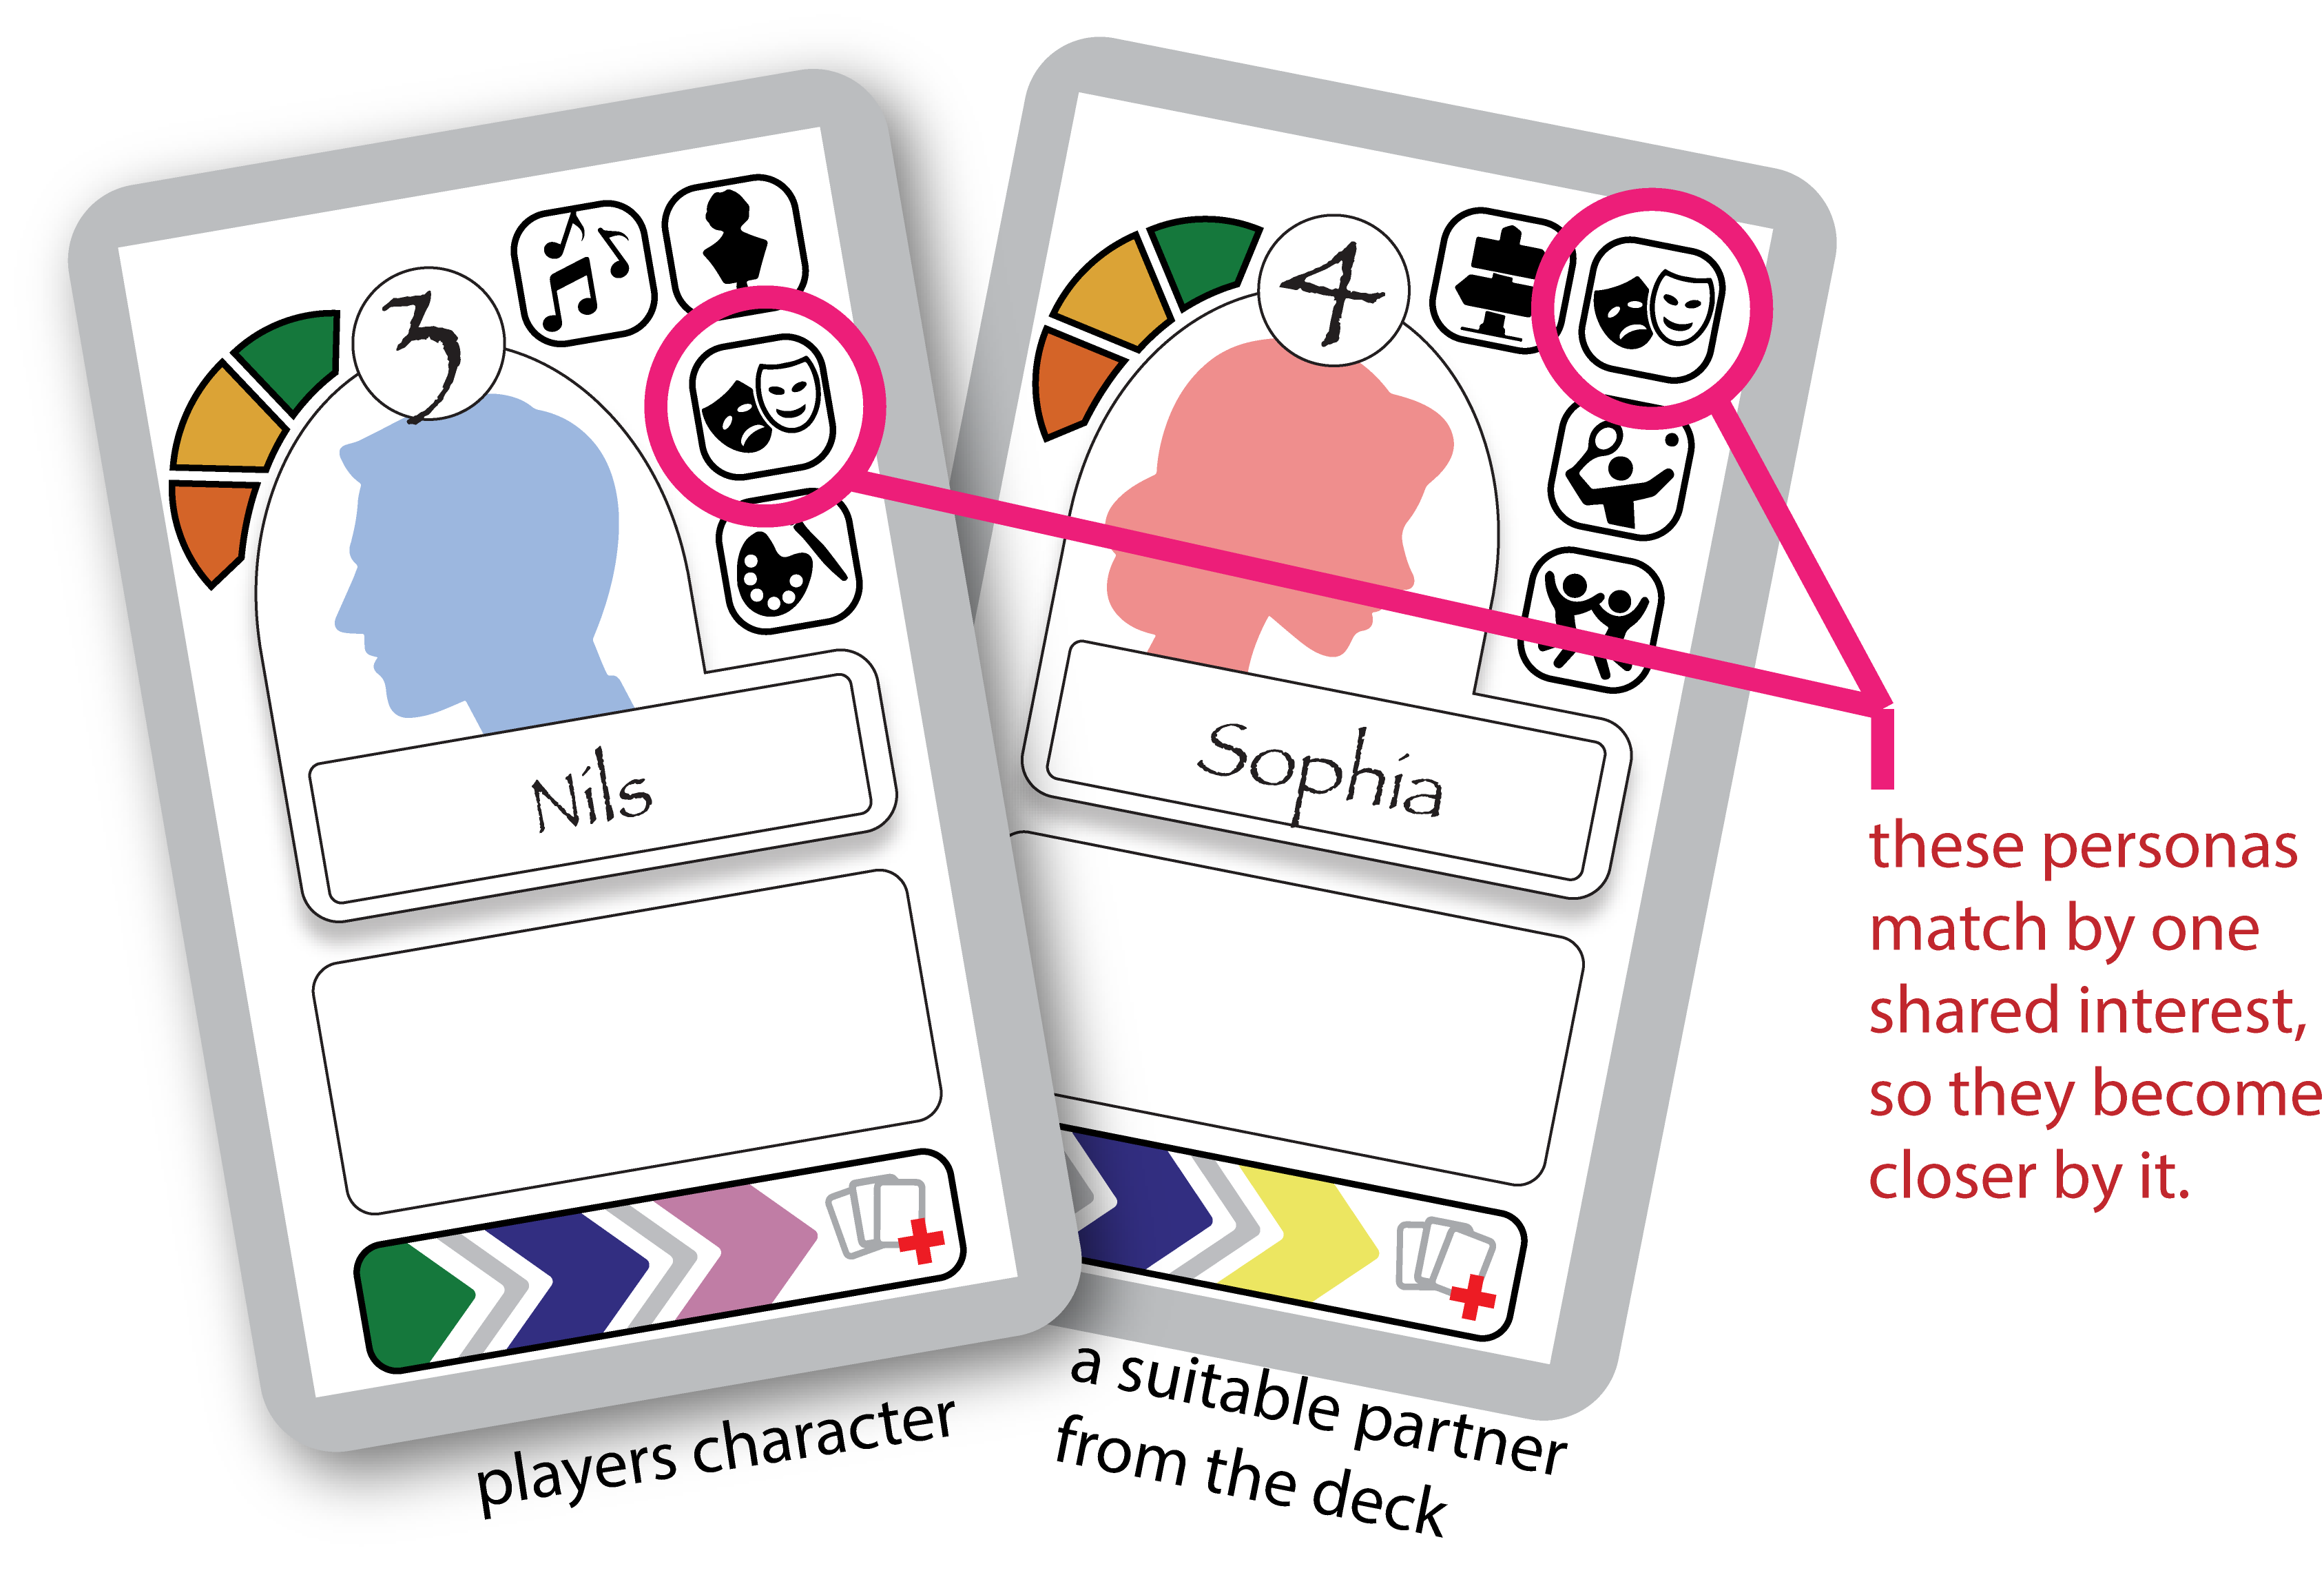 3
Nils
4
Sophia
these personas
match by one
shared interest,
so they become
closer by it.
players character
a suitable partner
from the deck